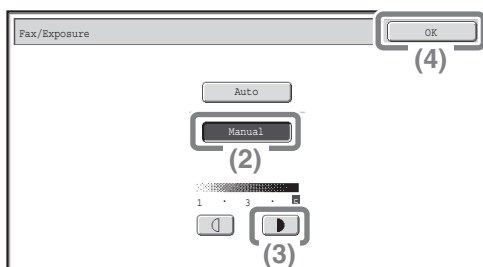 Fax/Exposure
OK
(4)
Auto
Manual
(2)
1 · 3 · 5
(3)